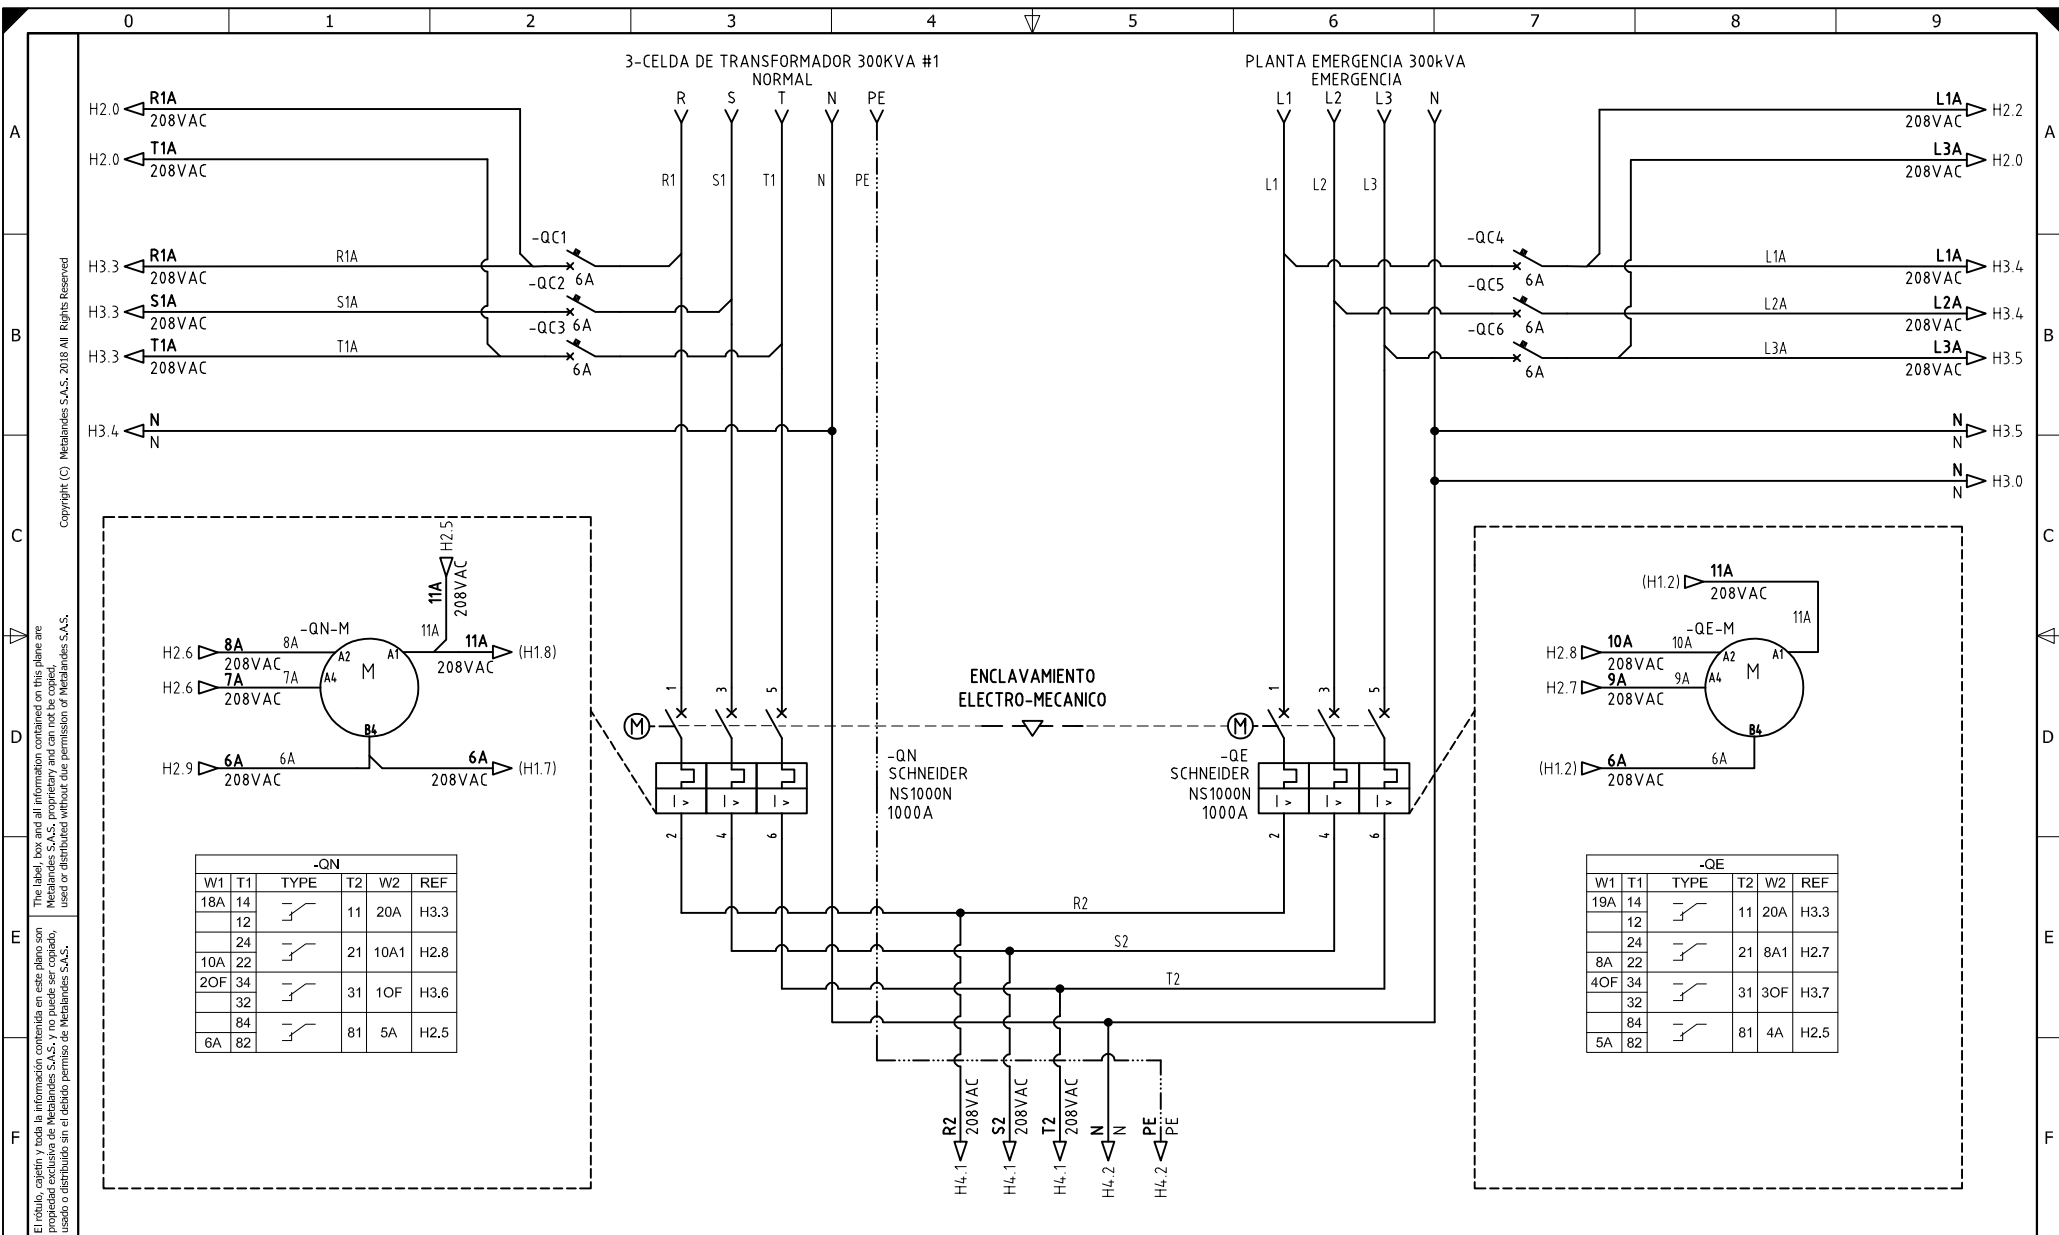 0 1 2 3 4 5 6 7 8 9
A
B
C
D
E
F
A
B
C
D
E
F
Copyright (C) Metalandes S.A.S. 2018 All Rights Reserved
The label, box and all information contained on this plane are
Metalandes S.A.S. proprietary and can not be copied,
used or distributed without due permission of Metalandes S.A.S.
El rótulo, cajetín y toda la información contenida en este plano son
propiedad exclusiva de Metalandes S.A.S. y no puede ser copiado,
usado o distribuido sin el debido permiso de Metalandes S.A.S.
3-CELDA DE TRANSFORMADOR 300KVA #1
NORMAL
R S T N PE
R1 S1 T1 N PE
PLANTA EMERGENCIA 300kVA
EMERGENCIA
L1 L2 L3 N
L1 L2 L3
H2.0 R1A
208VAC
H2.0 T1A
208VAC
H3.3 R1A R1A
208VAC
-QC1
6A
H3.3 S1A S1A
208VAC
-QC2
6A
H3.3 T1A T1A
208VAC
-QC3
6A
H3.4 N
N
L1A H2.2
208VAC
L3A H2.0
208VAC
-QC4
6A
L1A L1A H3.4
208VAC
-QC5
6A
L2A L2A H3.4
208VAC
-QC6
6A
L3A L3A H3.5
208VAC
N H3.5
N
N H3.0
N
H2.5
11A
208VAC
11A
-QN-M
H2.6 8A 8A
208VAC
H2.6 7A 7A
208VAC
A2 A1
A4
M
B4
11A (H1.8)
208VAC
H2.9 6A 6A
208VAC
6A (H1.7)
208VAC
-QN
W1 T1 TYPE T2 W2 REF
18A 14 11 20A H3.3
12
24 21 10A1 H2.8
10A 22
2OF 34 31 1OF H3.6
32
84 81 5A H2.5
6A 82
ENCLAVAMIENTO
ELECTRO-MECANICO
M
1 3 5
I> I> I>
2 4 6
-QN
SCHNEIDER
NS1000N
1000A
M
1 3 5
I> I> I>
2 4 6
-QE
SCHNEIDER
NS1000N
1000A
R2
S2
T2
R2
208VAC
H4.1
S2
208VAC
H4.1
T2
208VAC
H4.1
N
N
H4.2
PE
PE
H4.2
(H1.2) 11A
208VAC
11A
-QE-M
H2.8 10A 10A
208VAC
H2.7 9A 9A
208VAC
A2 A1
A4
M
B4
(H1.2) 6A 6A
208VAC
-QE
W1 T1 TYPE T2 W2 REF
19A 14 11 20A H3.3
12
24 21 8A1 H2.7
8A 22
4OF 34 31 3OF H3.7
32
84 81 4A H2.5
5A 82